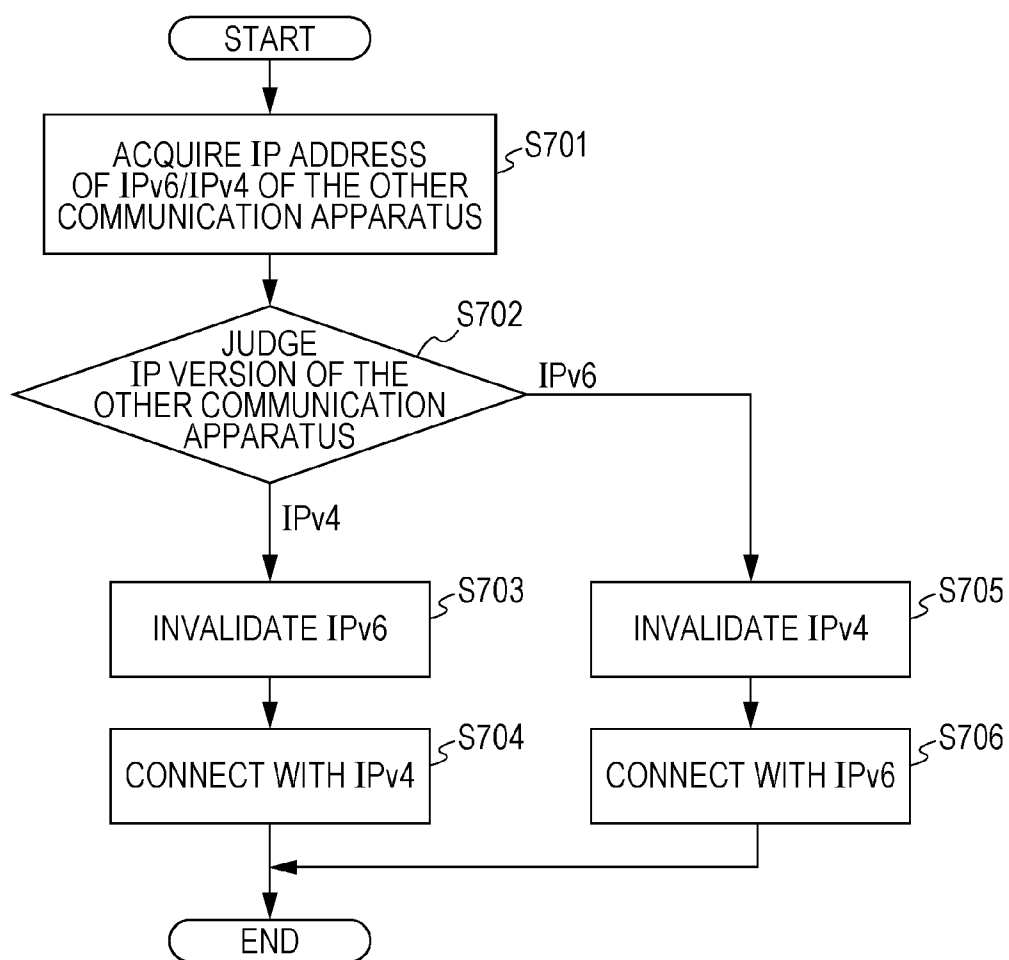 START
ACQUIRE IP ADDRESS
OF IPv6/IPv4 OF THE OTHER
COMMUNICATION APPARATUS
S701
JUDGE
IP VERSION OF THE
OTHER COMMUNICATION
APPARATUS
S702
IPv6
IPv4
INVALIDATE IPv6
S703
INVALIDATE IPv4
S705
CONNECT WITH IPv4
S704
CONNECT WITH IPv6
S706
END